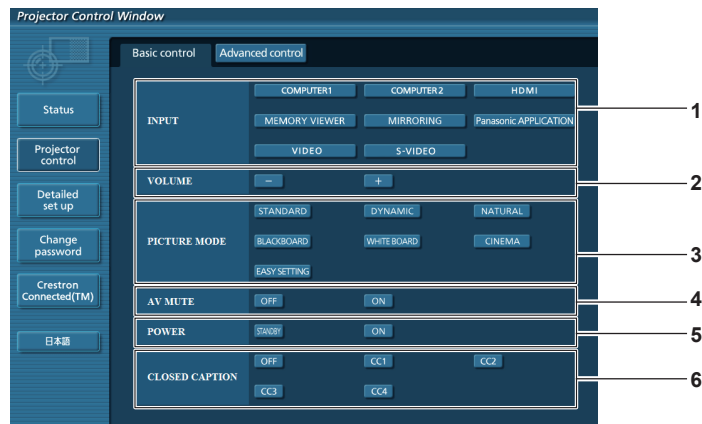 Projector Control Window
Basic control Advanced control
Status
Projector control
Detailed set up
Change password
Crestron Connected(TM)
日本語
INPUT COMPUTER1 COMPUTER2 HDMI
MEMORY VIEWER MIRRORING Panasonic APPLICATION
VIDEO S-VIDEO
1
VOLUME - +
2
PICTURE MODE STANDARD DYNAMIC NATURAL
BLACKBOARD WHITE BOARD CINEMA
EASY SETTING
3
AV MUTE OFF ON
4
POWER STANDBY ON
5
CLOSED CAPTION OFF CC1 CC2
CC3 CC4
6